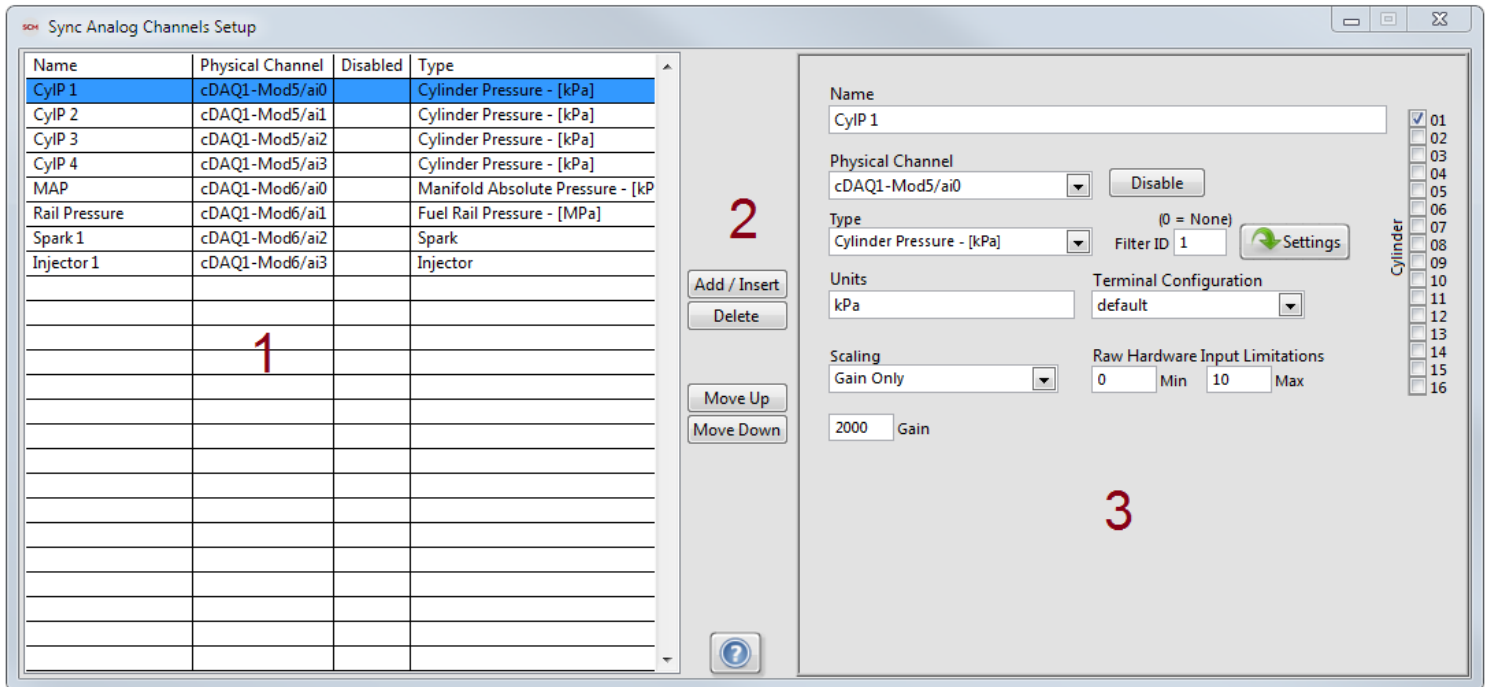 SCM Sync Analog Channels Setup
Name Physical Channel Disabled Type
CylP 1 cDAQ1-Mod5/ai0 Cylinder Pressure - [kPa]
CylP 2 cDAQ1-Mod5/ai1 Cylinder Pressure - [kPa]
CylP 3 cDAQ1-Mod5/ai2 Cylinder Pressure - [kPa]
CylP 4 cDAQ1-Mod5/ai3 Cylinder Pressure - [kPa]
MAP cDAQ1-Mod6/ai0 Manifold Absolute Pressure - [kP
Rail Pressure cDAQ1-Mod6/ai1 Fuel Rail Pressure - [MPa]
Spark 1 cDAQ1-Mod6/ai2 Spark
Injector 1 cDAQ1-Mod6/ai3 Injector
1
2
Add / Insert
Delete
Move Up
Move Down
?
Name
CylP 1
Physical Channel
cDAQ1-Mod5/ai0 Disable
Type (0 = None)
Cylinder Pressure - [kPa] Filter ID 1 Settings
Units Terminal Configuration
kPa default
Scaling Raw Hardware Input Limitations
Gain Only 0 Min 10 Max
2000 Gain
3
Cylinder
01
02
03
04
05
06
07
08
09
10
11
12
13
14
15
16